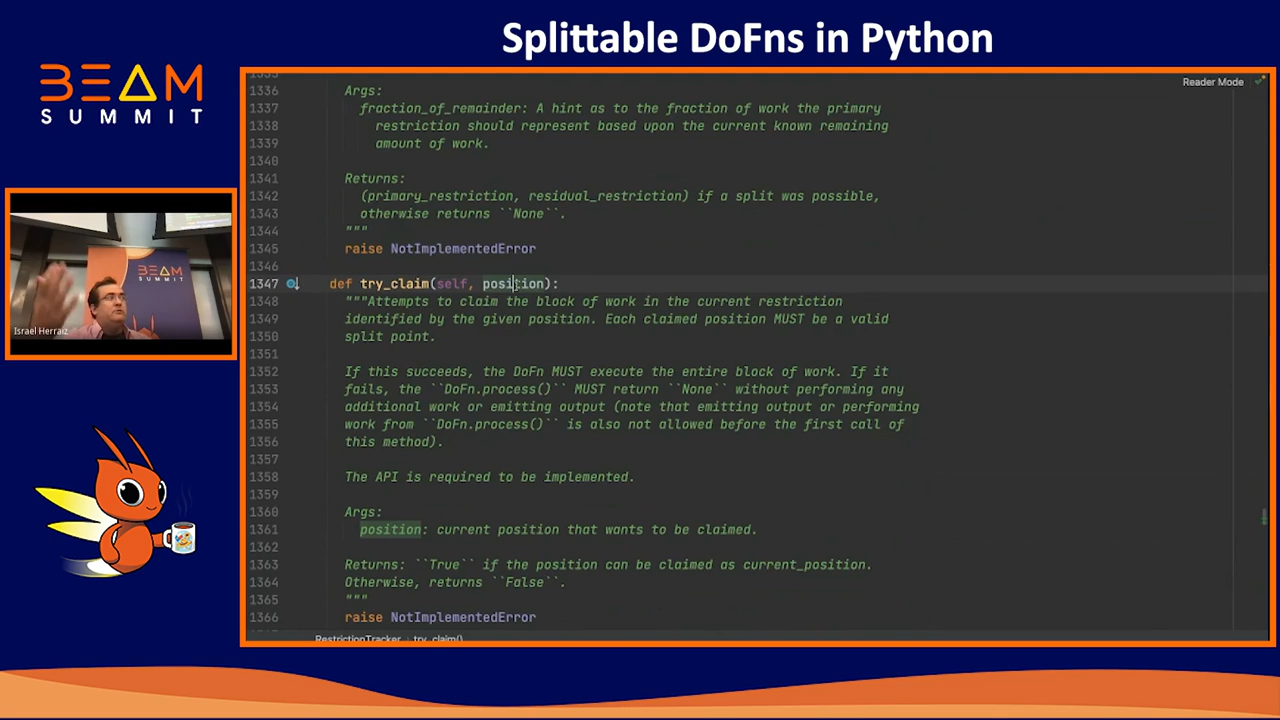 Splittable DoFns in Python
BEAM
SUMMIT
Reader Mode
1336 Args:
1337 fraction_of_remainder: A hint as to the fraction of work the primary
1338 restriction should represent based upon the current known remaining
1339 amount of work.
1340
1341 Returns:
1342 (primary_restriction, residual_restriction) if a split was possible,
1343 otherwise returns ``None``.
1344 """
1345 raise NotImplementedError
1346
1347 def try_claim(self, position):
1348 """Attempts to claim the block of work in the current restriction
1349 identified by the given position. Each claimed position MUST be a valid
1350 split point.
1351
1352 If this succeeds, the DoFn MUST execute the entire block of work. If it
1353 fails, the ``DoFn.process()`` MUST return ``None`` without performing any
1354 additional work or emitting output (note that emitting output or performing
1355 work from ``DoFn.process()`` is also not allowed before the first call of
1356 this method).
1357
1358 The API is required to be implemented.
1359
1360 Args:
1361 position: current position that wants to be claimed.
1362
1363 Returns: ``True`` if the position can be claimed as current_position.
1364 Otherwise, returns ``False``.
1365 """
1366 raise NotImplementedError
RestrictionTracker › try_claim()
BEAM
SUMMIT
Israel Herraiz